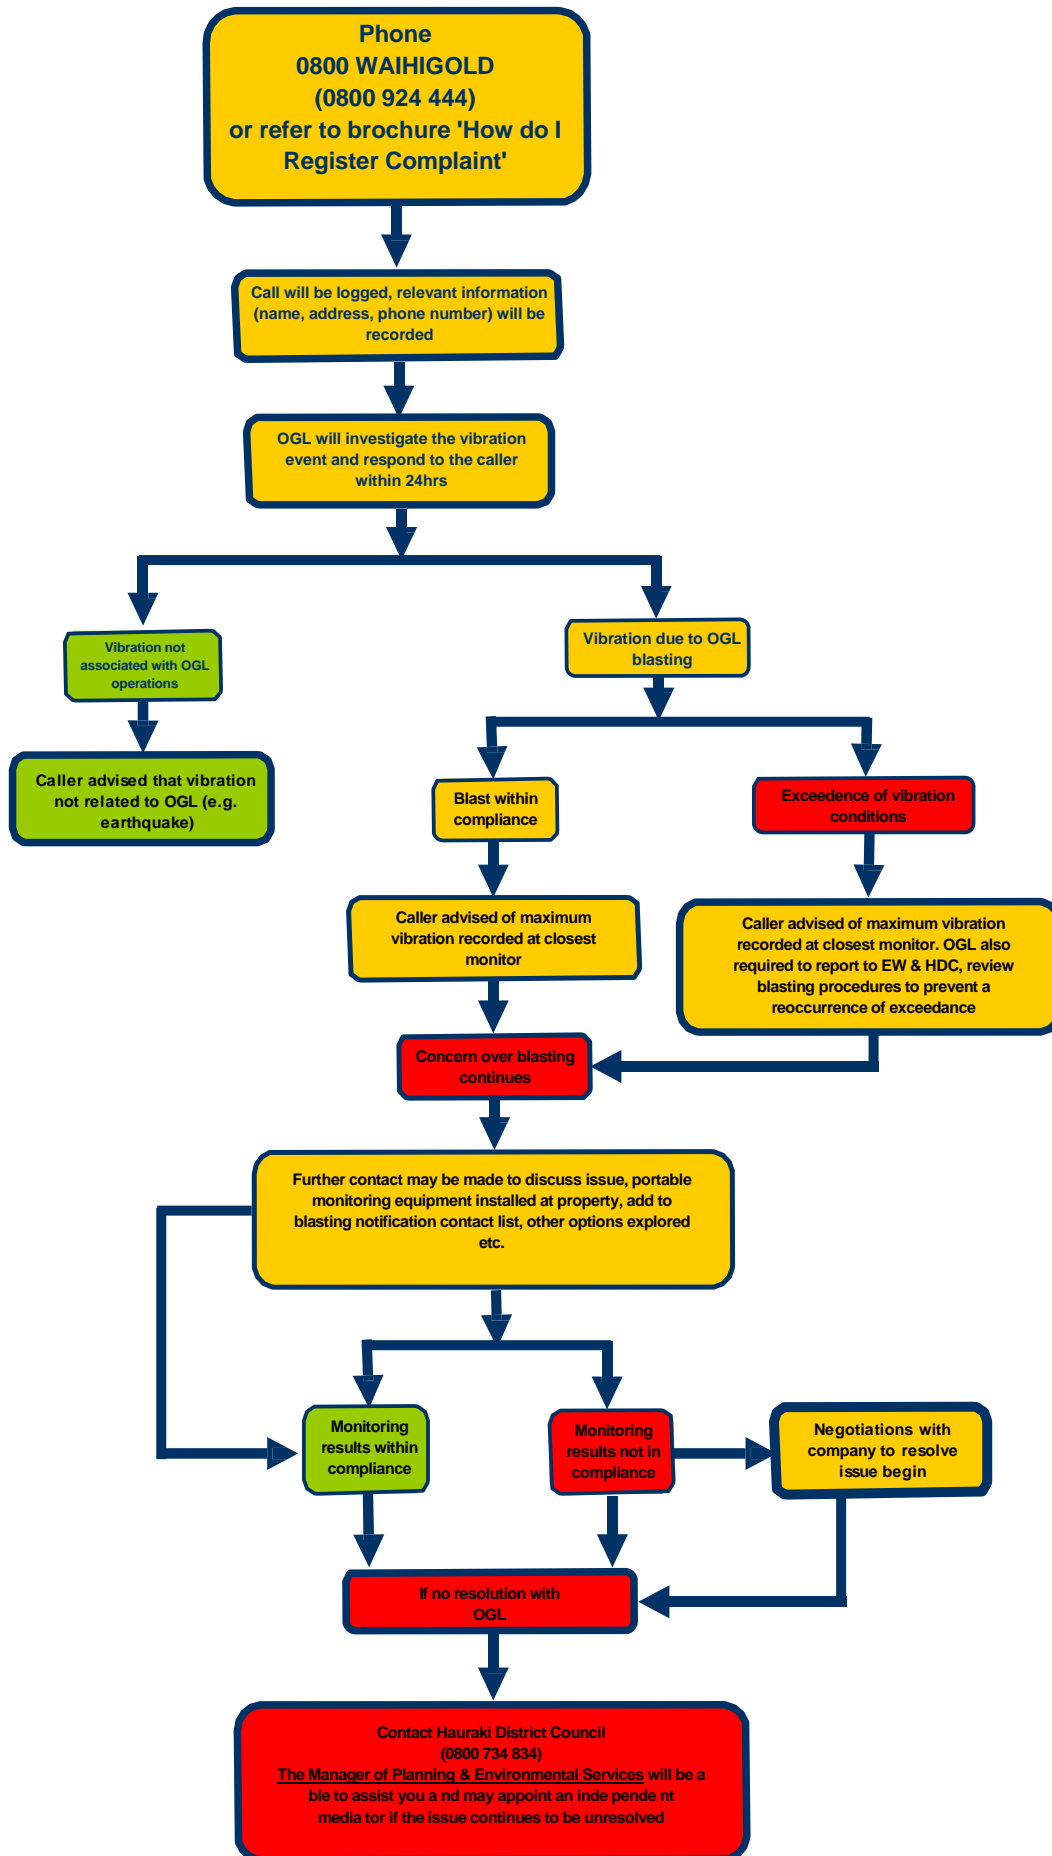 Phone
0800 WAIHIGOLD
(0800 924 444)
or refer to brochure 'How do I
Register Complaint'
Call will be logged, relevant information
(name, address, phone number) will be
recorded
OGL will investigate the vibration
event and respond to the caller
within 24hrs
Vibration not
associated with OGL
operations
Vibration due to OGL
blasting
Caller advised that vibration
not related to OGL (e.g.
earthquake)
Blast within
compliance
Exceedence of vibration
conditions
Caller advised of maximum
vibration recorded at closest
monitor
Caller advised of maximum vibration
recorded at closest monitor. OGL also
required to report to EW & HDC, review
blasting procedures to prevent a
reoccurrence of exceedance
Concern over blasting
continues
Further contact may be made to discuss issue, portable
monitoring equipment installed at property, add to
blasting notification contact list, other options explored
etc.
Monitoring
results within
compliance
Monitoring
results not in
compliance
Negotiations with
company to resolve
issue begin
If no resolution with
OGL
Contact Hauraki District Council
(0800 734 834)
The Manager of Planning & Environmental Services will be a
ble to assist you a nd may appoint an inde pende nt
media tor if the issue continues to be unresolved